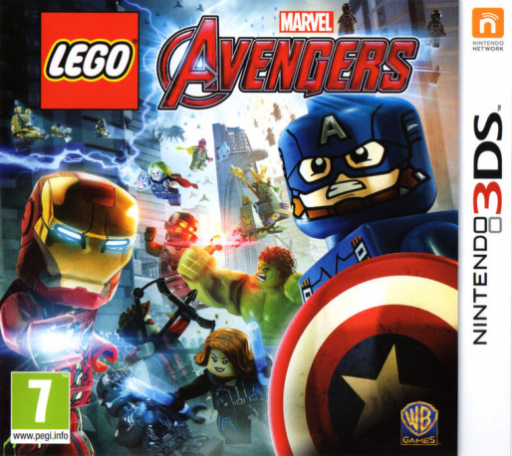 LEGO
MARVEL
AVENGERS
NINTENDO
NETWORK
NINTENDO 3DS
A
7
www.pegi.info
WB
GAMES